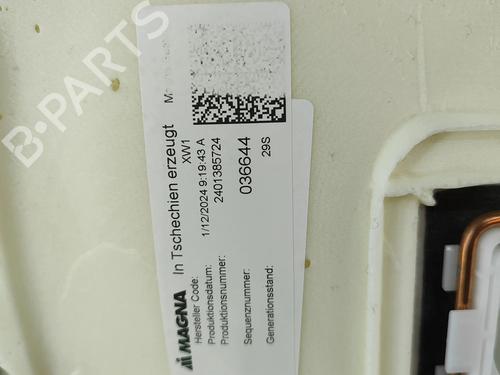 MAGNA In Tschechien erzeugt
Hersteller Code: XW1
Produktionsdatum: 1/12/2024 9:19:43 A
Produktionsnummer: 2401385724
Sequenznummer: 036644
Generationsstand: 29S
B-PARTS